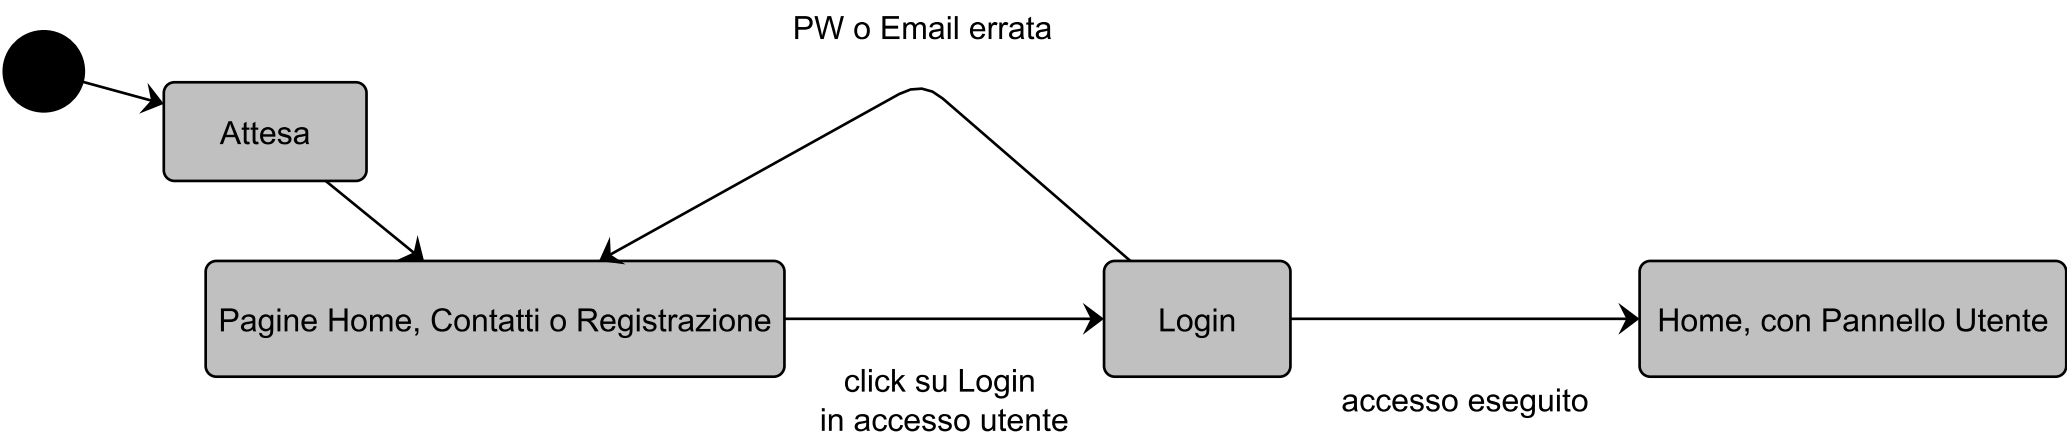 PW o Email errata
Attesa
Pagine Home, Contatti o Registrazione
click su Login
in accesso utente
Login
accesso eseguito
Home, con Pannello Utente